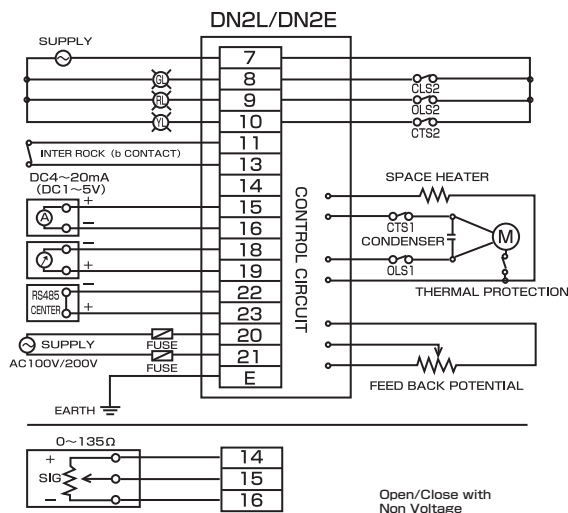 DN2L/DN2E
SUPPLY
7
GL
8
CLS2
RL
9
OLS2
YL
10
CTS2
11
INTER ROCK (b CONTACT)
13
DC4～20mA
(DC1～5V)
14
SPACE HEATER
+
A
15
−
16
CTS1
CONDENSER
M
−
18
+
19
OLS1
THERMAL PROTECTION
CONTROL CIRCUIT
RS485
CENTER
−
22
+
23
SUPPLY
AC100V/200V
FUSE
20
FUSE
21
FEED BACK POTENTIAL
E
EARTH
0～135Ω
+
SIG
−
14
15
16
Open/Close with
Non Voltage